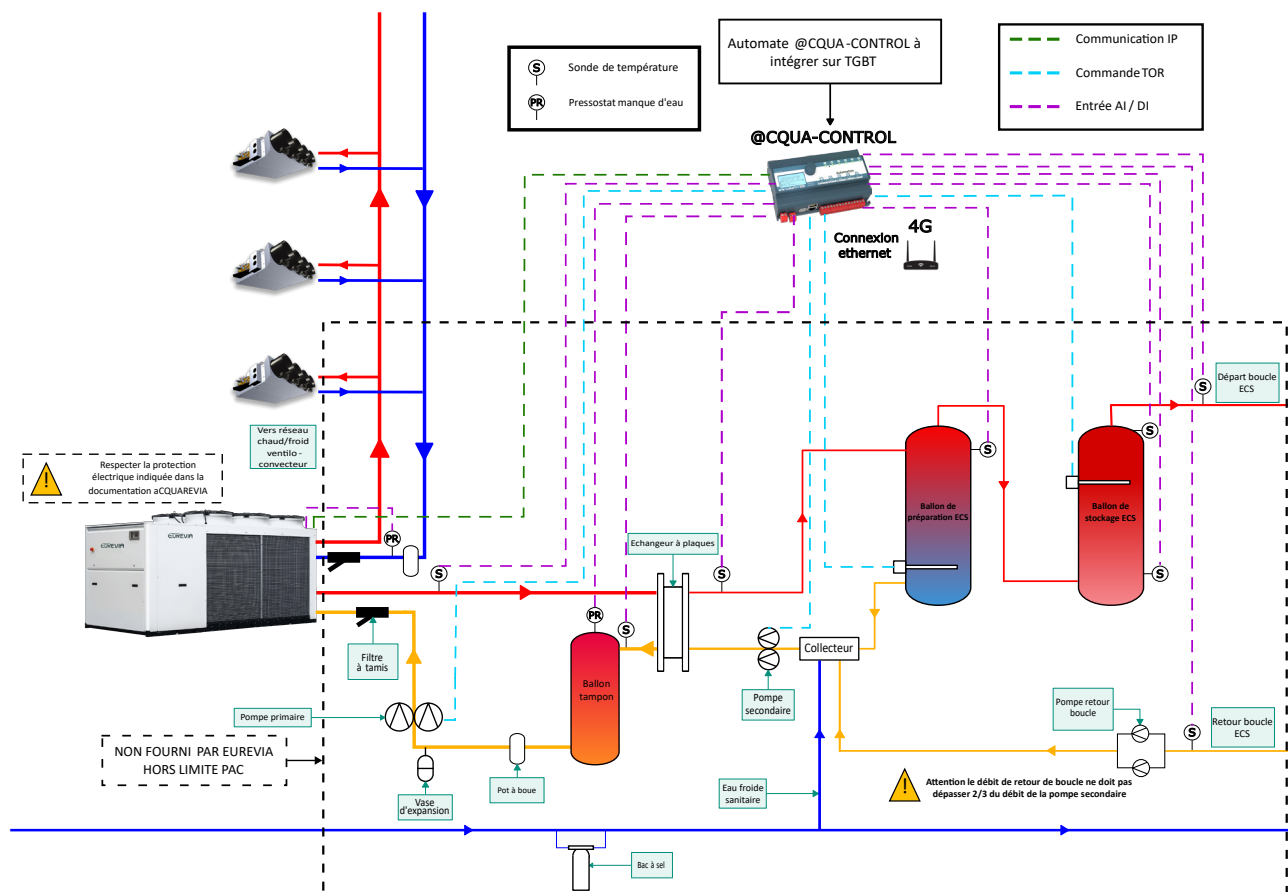 Automate @CQUA-CONTROL à
intégrer sur TGBT
S
Sonde de température
PR
Pressostat manque d'eau
Communication IP
Commande TOR
Entrée AI / DI
@CQUA-CONTROL
4G
Connexion
ethernet
Départ boucle
ECS
S
Vers réseau
chaud/froid
ventilo -
convecteur
Respecter la protection
électrique indiquée dans la
documentation aCQUAREVIA
!
EUREVIA
EUREVIA
PR
S
S
S
S
S
Ballon de
préparation ECS
Ballon de
stockage ECS
Echangeur à plaques
PR
S
Filtre
à tamis
Ballon
tampon
Collecteur
Pompe
secondaire
Pompe primaire
Pompe retour
boucle
Retour boucle
ECS
S
NON FOURNI PAR EUREVIA
HORS LIMITE PAC
Pot à boue
Vase
d'expansion
Eau froide
sanitaire
!
Attention le débit de retour de boucle ne doit pas
dépasser 2/3 du débit de la pompe secondaire
Bac à sel